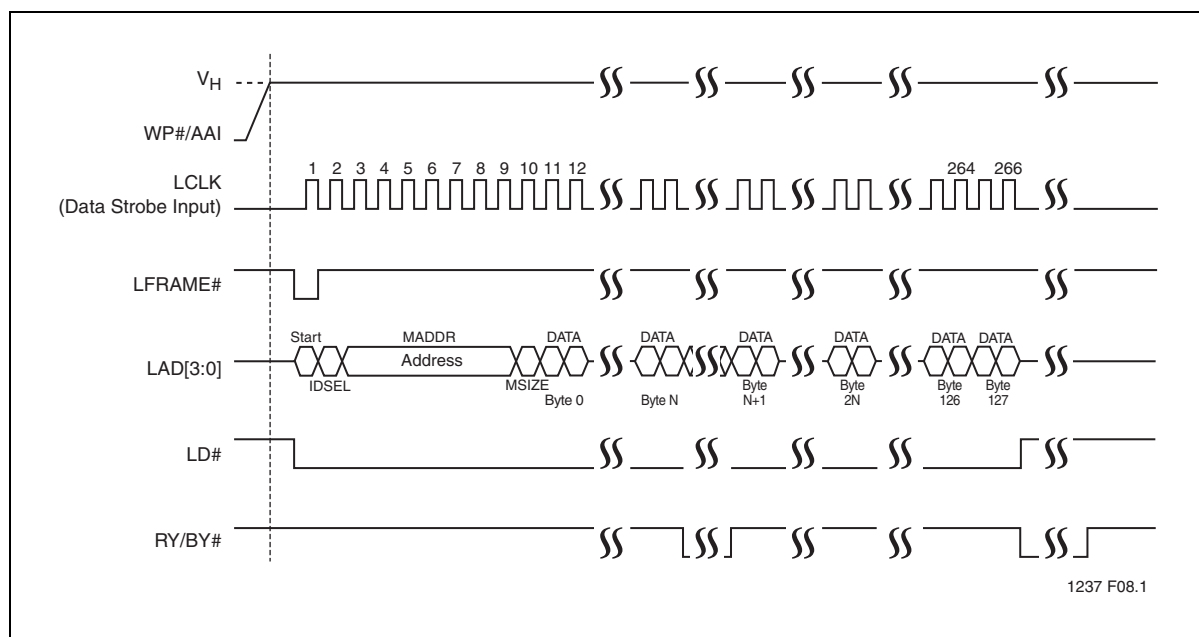 VH
WP#/AAI
1 2 3 4 5 6 7 8 9 10 11 12 264 266
LCLK
(Data Strobe Input)
LFRAME#
Start MADDR DATA DATA DATA DATA DATA DATA
LAD[3:0] Address
IDSEL MSIZE Byte 0 Byte N Byte N+1 Byte 2N Byte 126 Byte 127
LD#
RY/BY#
1237 F08.1